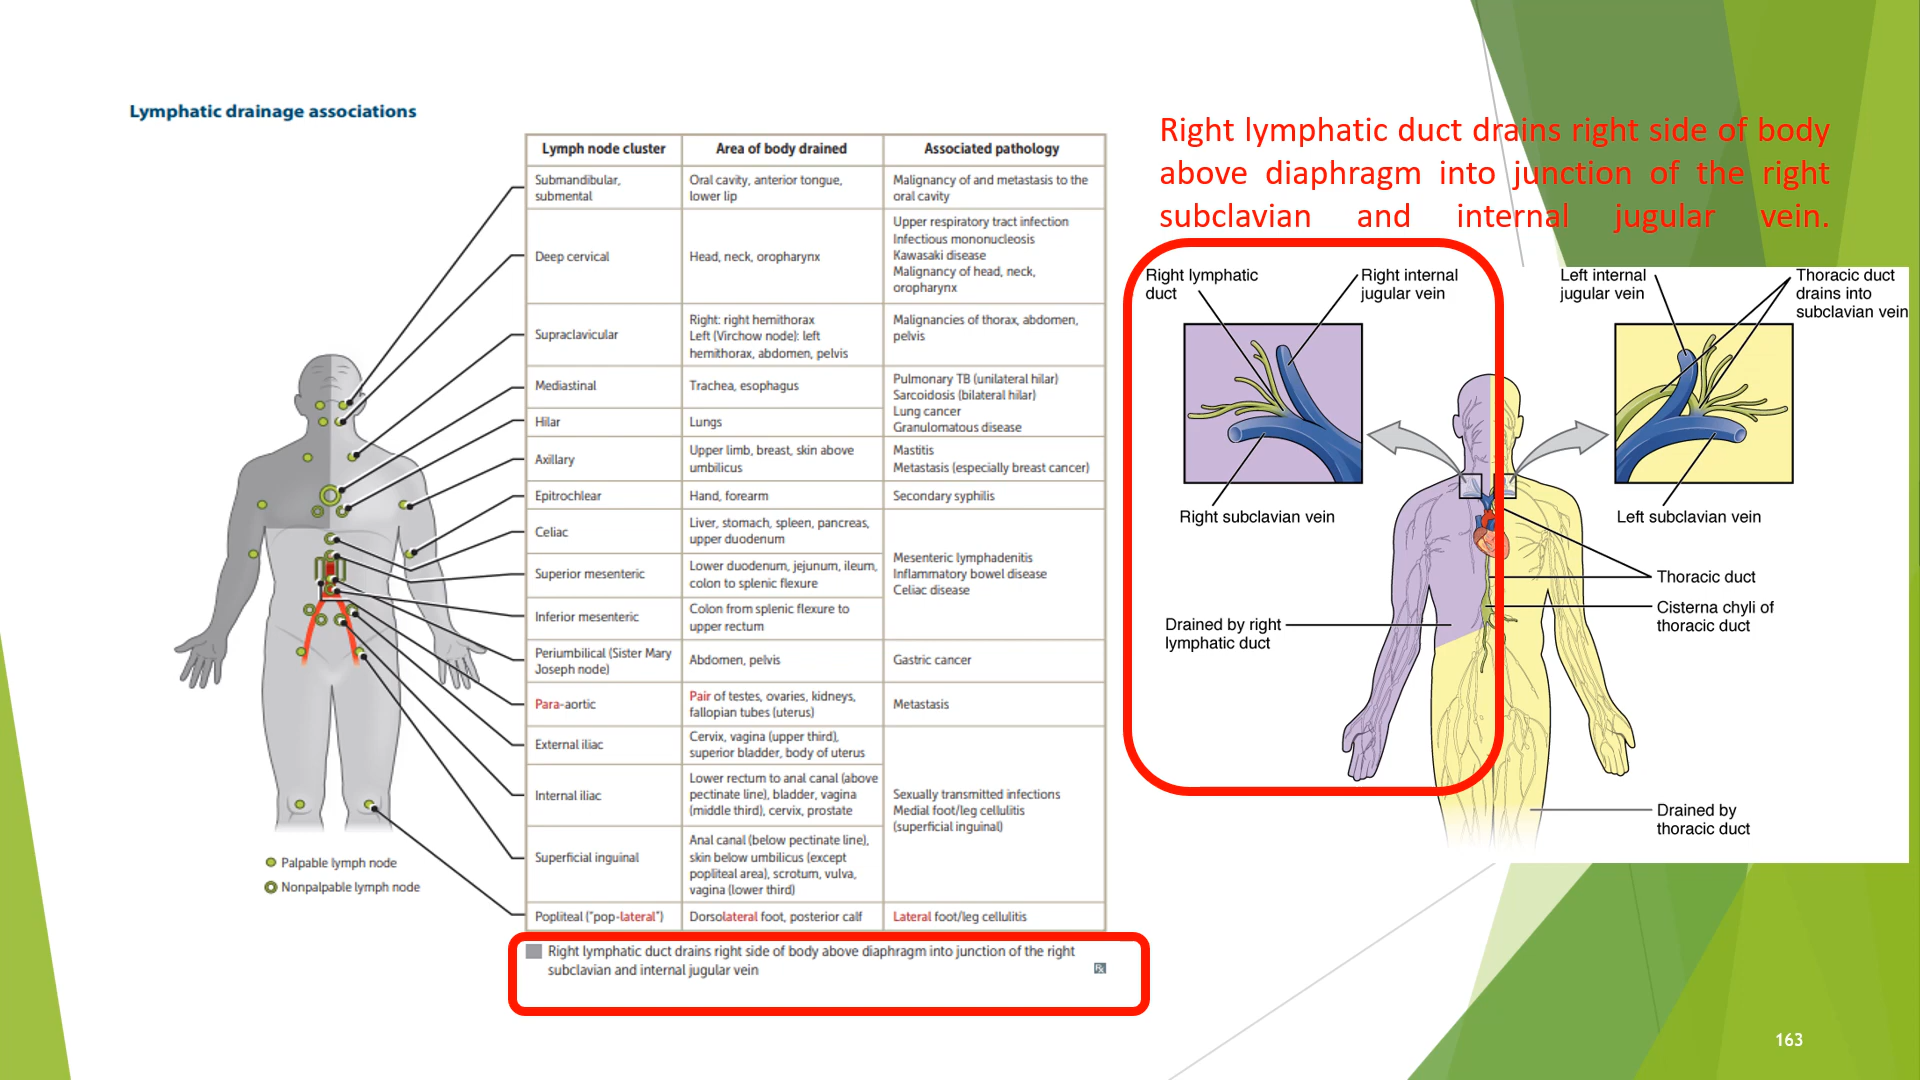 Lymphatic drainage associations
Lymph node cluster
Area of body drained
Associated pathology
Submandibular,
submental
Oral cavity, anterior tongue,
lower lip
Malignancy of and metastasis to the
oral cavity
Deep cervical
Head, neck, oropharynx
Upper respiratory tract infection
Infectious mononucleosis
Kawasaki disease
Malignancy of head, neck,
oropharynx
Supraclavicular
Right: right hemithorax
Left (Virchow node): left
hemithorax, abdomen, pelvis
Malignancies of thorax, abdomen,
pelvis
Mediastinal
Trachea, esophagus
Pulmonary TB (unilateral hilar)
Sarcoidosis (bilateral hilar)
Lung cancer
Granulomatous disease
Hilar
Lungs
Axillary
Upper limb, breast, skin above
umbilicus
Mastitis
Metastasis (especially breast cancer)
Epitrochlear
Hand, forearm
Secondary syphilis
Celiac
Liver, stomach, spleen, pancreas,
upper duodenum
Mesenteric lymphadenitis
Inflammatory bowel disease
Celiac disease
Superior mesenteric
Lower duodenum, jejunum, ileum,
colon to splenic flexure
Inferior mesenteric
Colon from splenic flexure to
upper rectum
Periumbilical (Sister Mary
Joseph node)
Abdomen, pelvis
Gastric cancer
Para-aortic
Pair of testes, ovaries, kidneys,
fallopian tubes (uterus)
Metastasis
External iliac
Cervix, vagina (upper third),
superior bladder, body of uterus
Sexually transmitted infections
Medial foot/leg cellulitis
(superficial inguinal)
Internal iliac
Lower rectum to anal canal (above
pectinate line), bladder, vagina
(middle third), cervix, prostate
Superficial inguinal
Anal canal (below pectinate line),
skin below umbilicus (except
popliteal area), scrotum, vulva,
vagina (lower third)
Popliteal ("pop-lateral")
Dorsolateral foot, posterior calf
Lateral foot/leg cellulitis
Palpable lymph node
Nonpalpable lymph node
Right lymphatic duct drains right side of body above diaphragm into junction of the right
subclavian and internal jugular vein
Rx
Right lymphatic duct drains right side of body
above diaphragm into junction of the right
subclavian and internal jugular vein.
Right lymphatic
duct
Right internal
jugular vein
Left internal
jugular vein
Thoracic duct
drains into
subclavian vein
Right subclavian vein
Left subclavian vein
Thoracic duct
Cisterna chyli of
thoracic duct
Drained by right
lymphatic duct
Drained by
thoracic duct
163